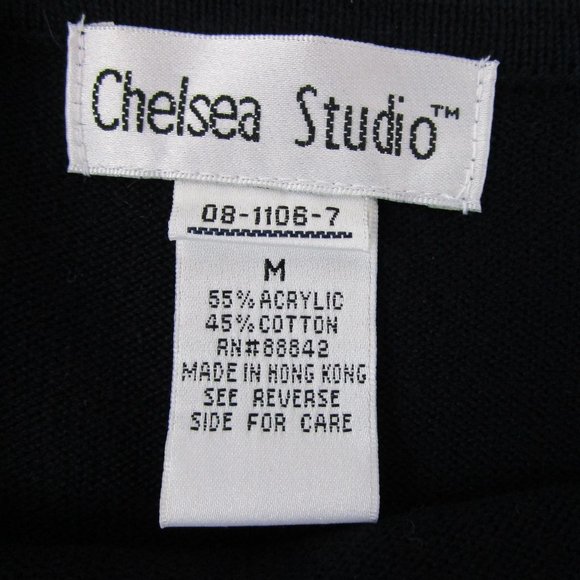 Chelsea Studio™
08-1106-7
M
55% ACRYLIC
45% COTTON
RN#88842
MADE IN HONG KONG
SEE REVERSE
SIDE FOR CARE